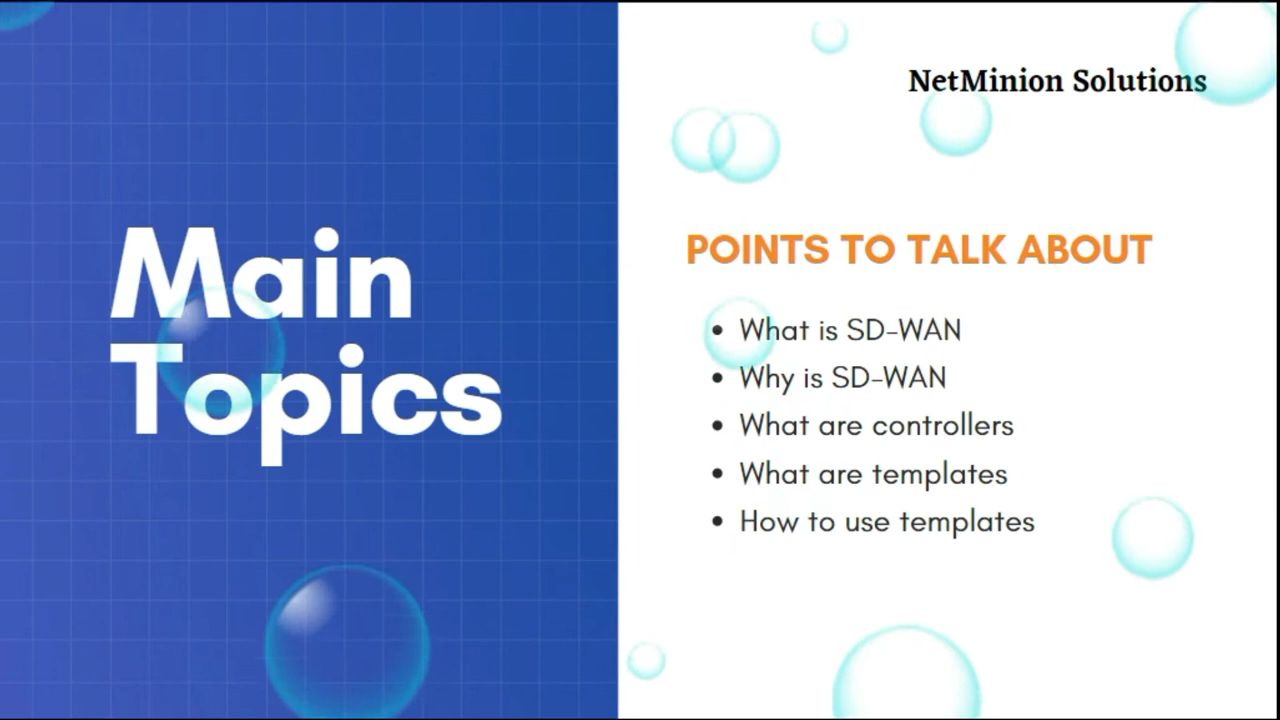 Main
Topics
NetMinion Solutions
POINTS TO TALK ABOUT
• What is SD-WAN
• Why is SD-WAN
• What are controllers
• What are templates
• How to use templates